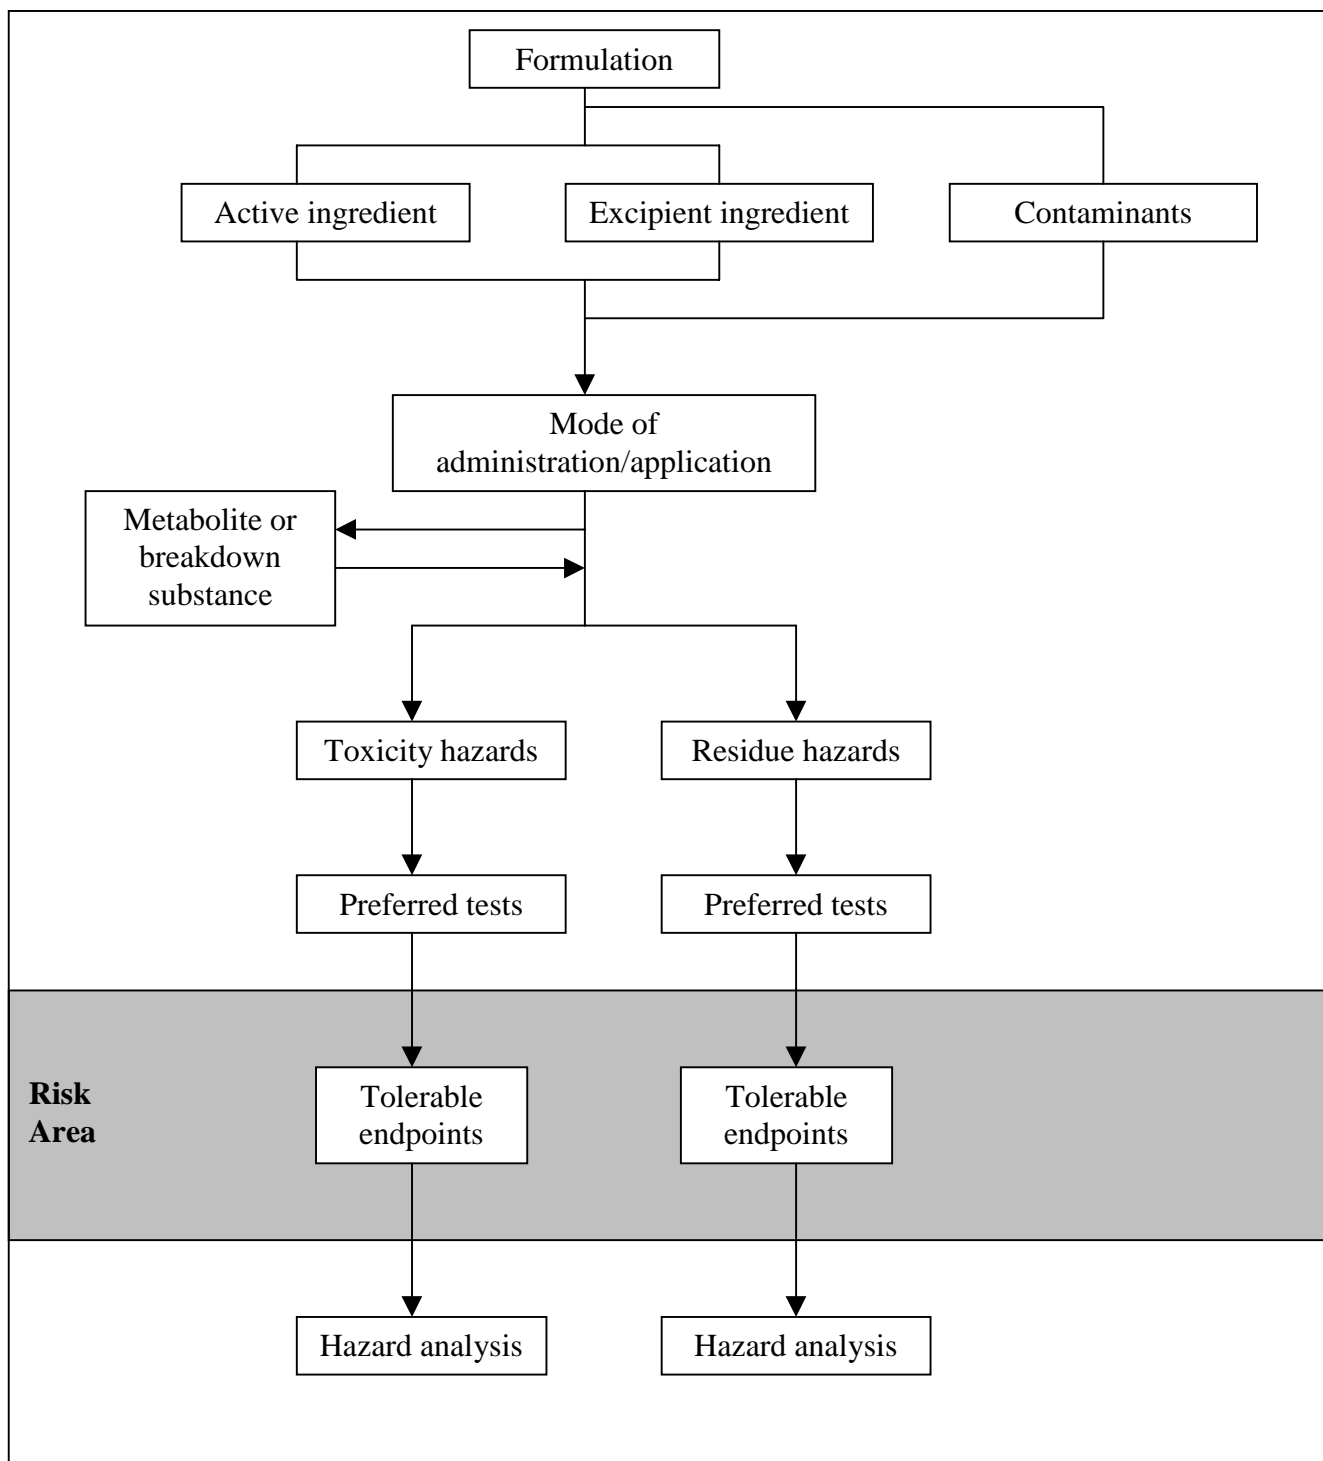 Formulation
Active ingredient
Excipient ingredient
Contaminants
Mode of
administration/application
Metabolite or
breakdown
substance
Toxicity hazards
Residue hazards
Preferred tests
Preferred tests
Risk
Area
Tolerable
endpoints
Tolerable
endpoints
Hazard analysis
Hazard analysis